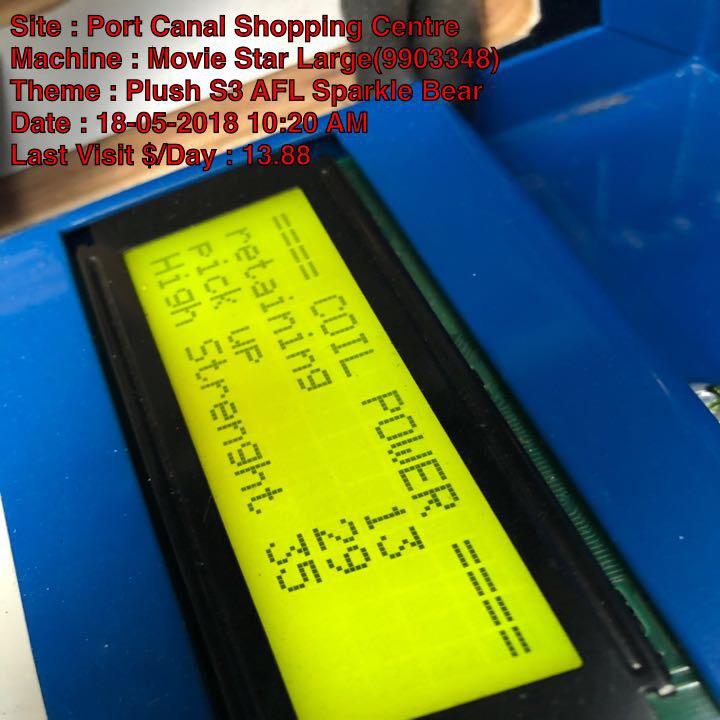 Site : Port Canal Shopping Centre
Machine : Movie Star Large(9903348)
Theme : Plush S3 AFL Sparkle Bear
Date : 18-05-2018 10:20 AM
Last Visit $/Day : 13.88
==== COIL POWER ====
retaining 13
Pick up 29
High Strenght 35